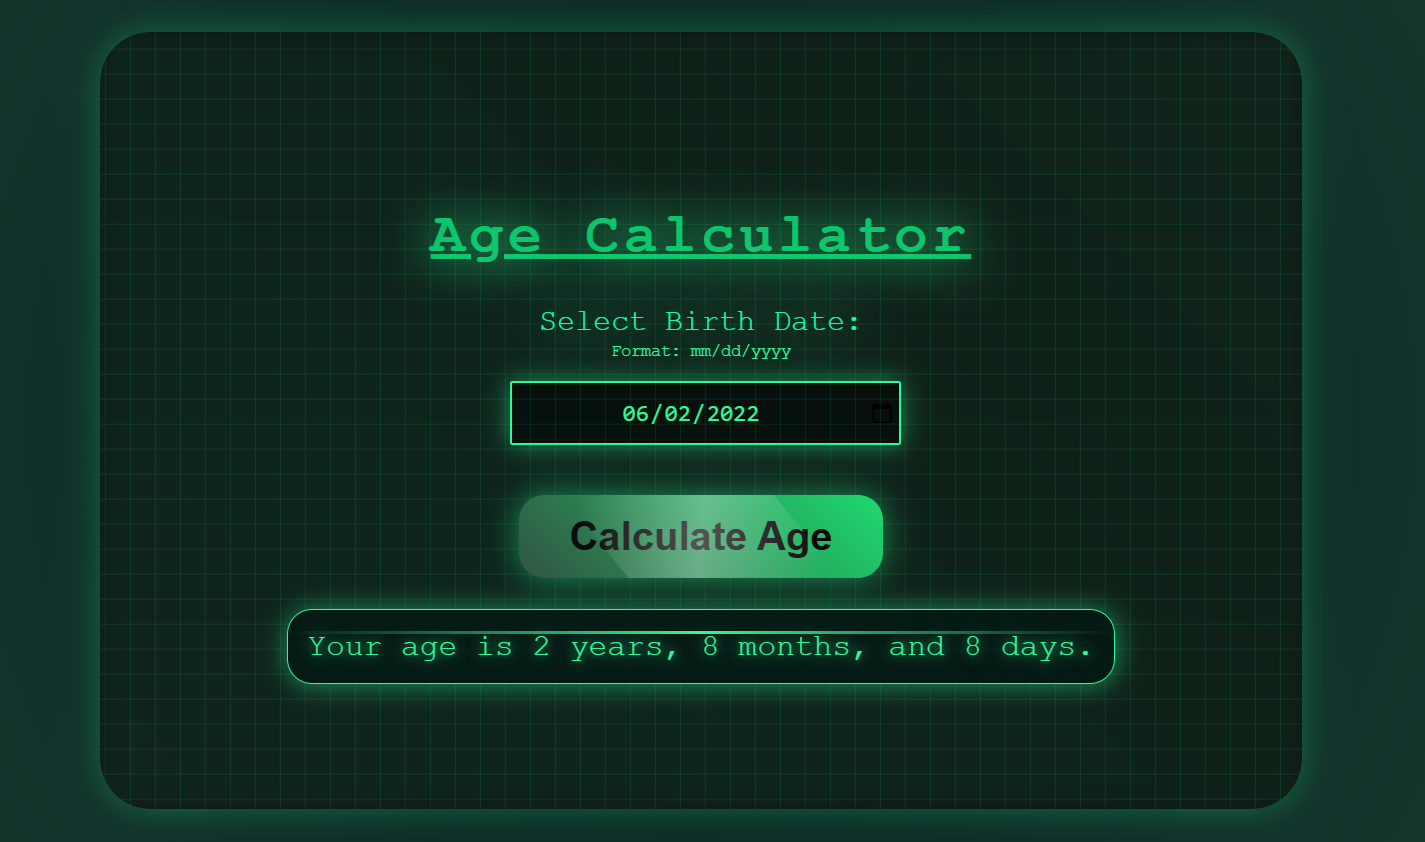 Age Calculator
Select Birth Date:
Format: mm/dd/yyyy
06/02/2022
Calculate Age
Your age is 2 years, 8 months, and 8 days.